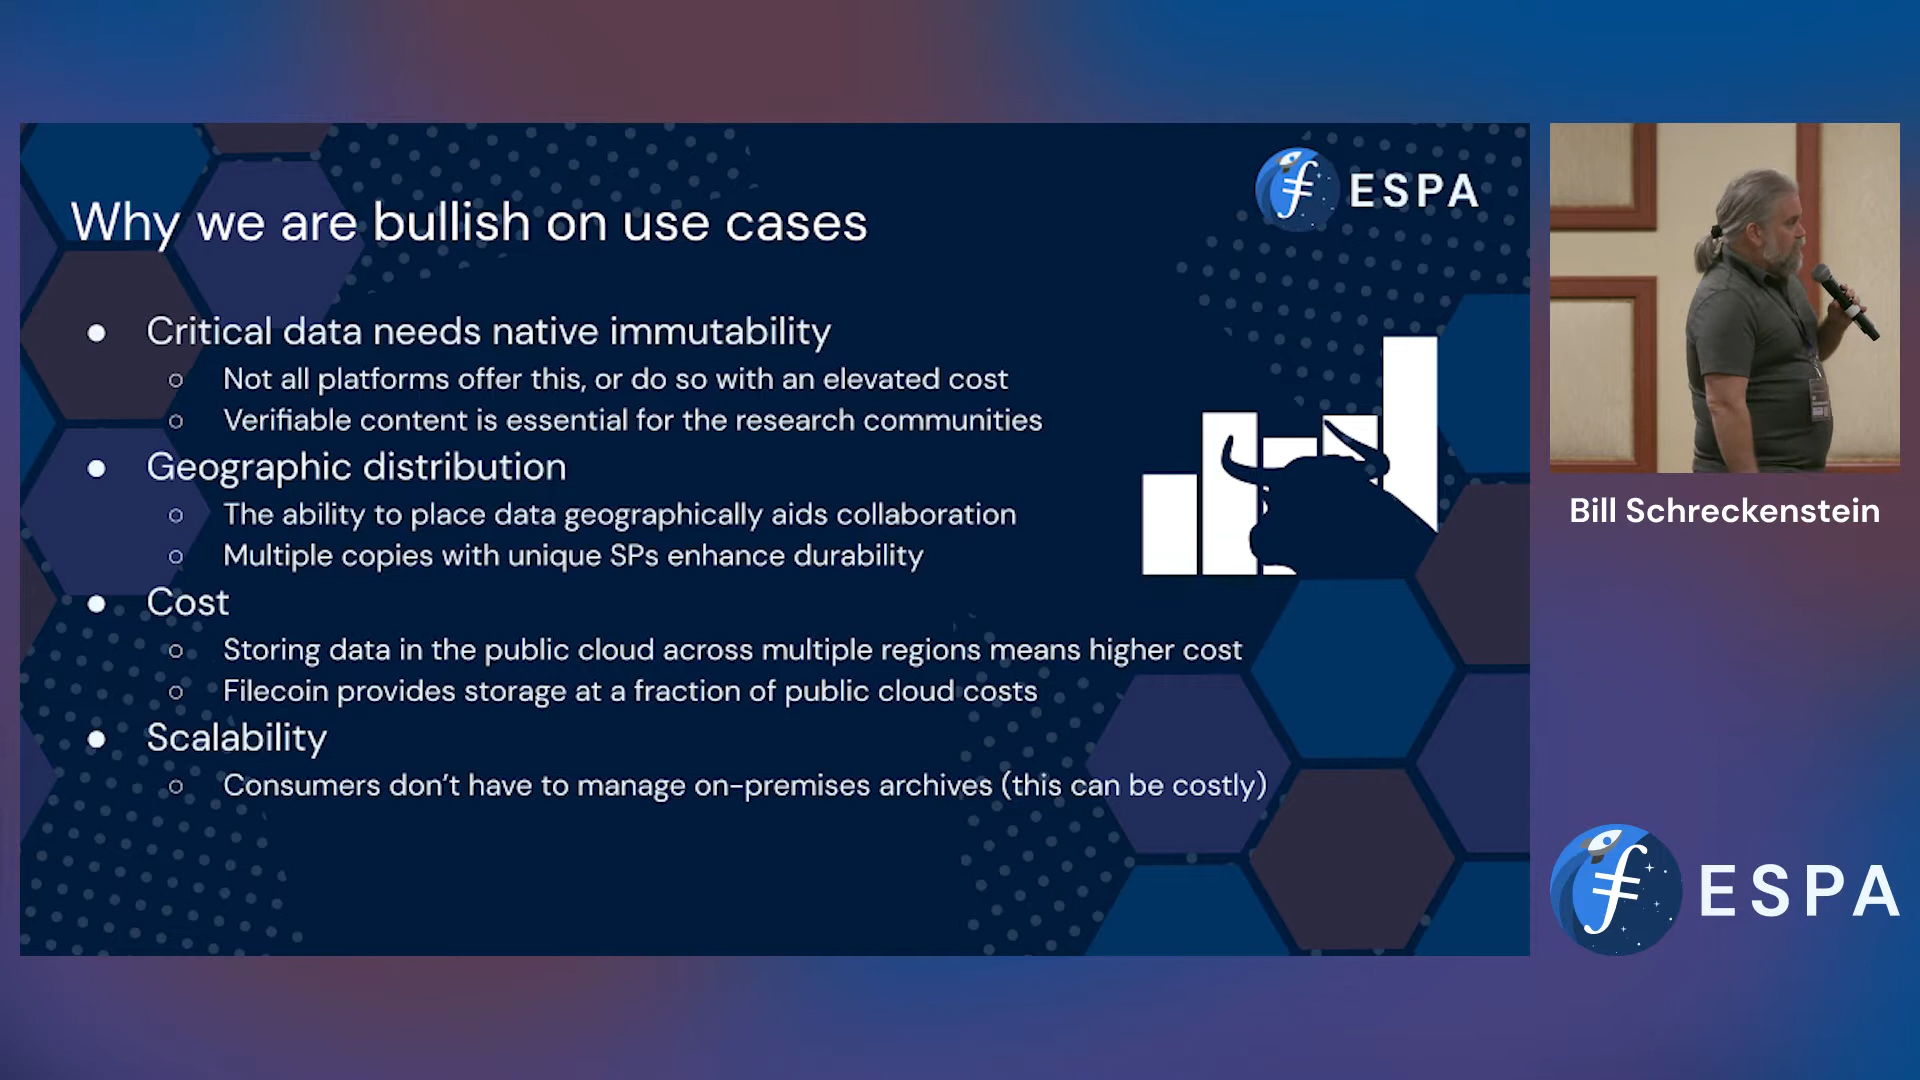 ESPA
Why we are bullish on use cases
Critical data needs native immutability
Not all platforms offer this, or do so with an elevated cost
Verifiable content is essential for the research communities
Geographic distribution
The ability to place data geographically aids collaboration
Multiple copies with unique SPs enhance durability
Cost
Storing data in the public cloud across multiple regions means higher cost
Filecoin provides storage at a fraction of public cloud costs
Scalability
Consumers don’t have to manage on-premises archives (this can be costly)
Bill Schreckenstein
ESPA